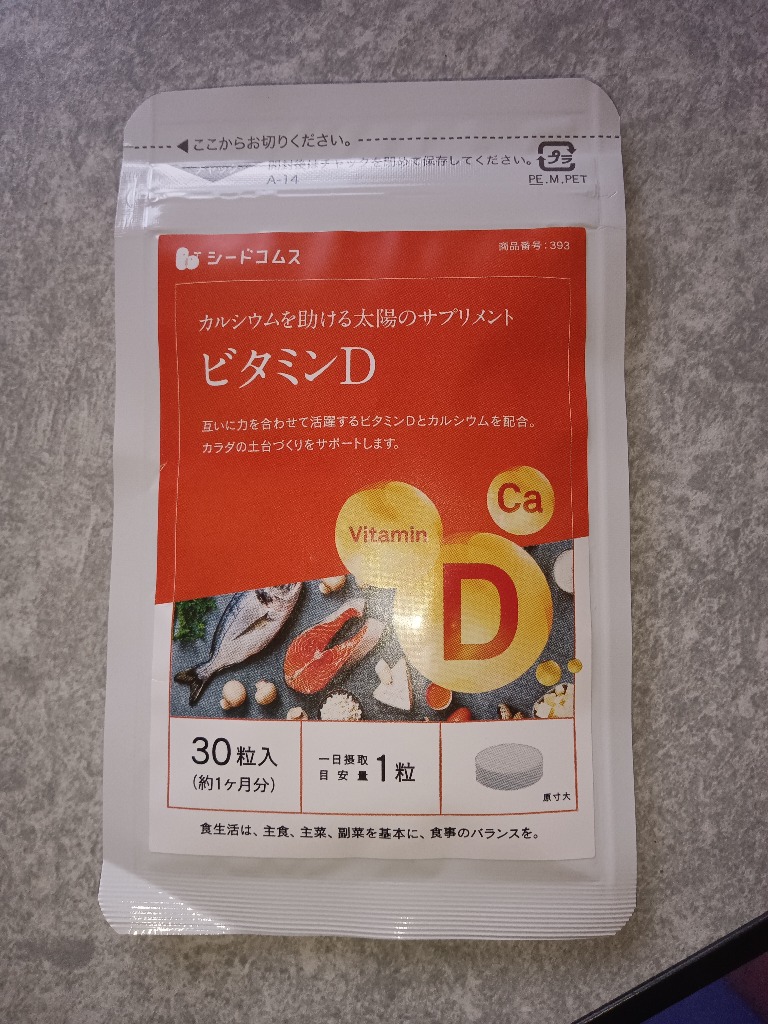 ◀ここからお切りください。
開封後はチャックを閉めて保存してください。
A-14
プラ
PE.M.PET
シードコムス
商品番号:393
カルシウムを助ける太陽のサプリメント
ビタミンD
互いに力を合わせて活躍するビタミンDとカルシウムを配合。
カラダの土台づくりをサポートします。
Ca
Vitamin
D
30粒入
(約1ヶ月分)
一日摂取
目安量
1粒
原寸大
食生活は、主食、主菜、副菜を基本に、食事のバランスを。